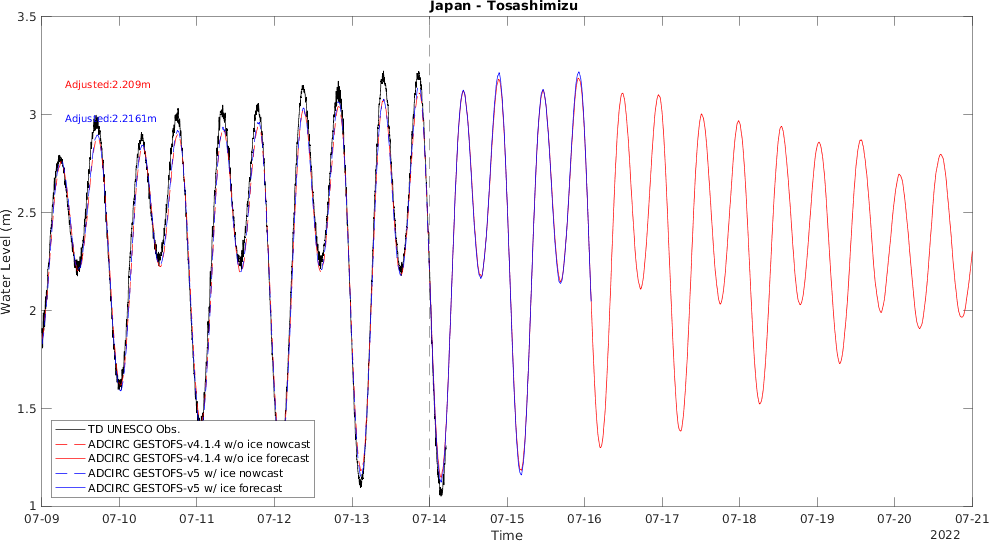 Japan - Tosashimizu
3.5
3
2.5
2
1.5
1
Water Level (m)
Adjusted:2.209m
Adjusted:2.2161m
TD UNESCO Obs.
ADCIRC GESTOFS-v4.1.4 w/o ice nowcast
ADCIRC GESTOFS-v4.1.4 w/o ice forecast
ADCIRC GESTOFS-v5 w/ ice nowcast
ADCIRC GESTOFS-v5 w/ ice forecast
07-09 07-10 07-11 07-12 07-13 07-14 07-15 07-16 07-17 07-18 07-19 07-20 07-21
Time
2022